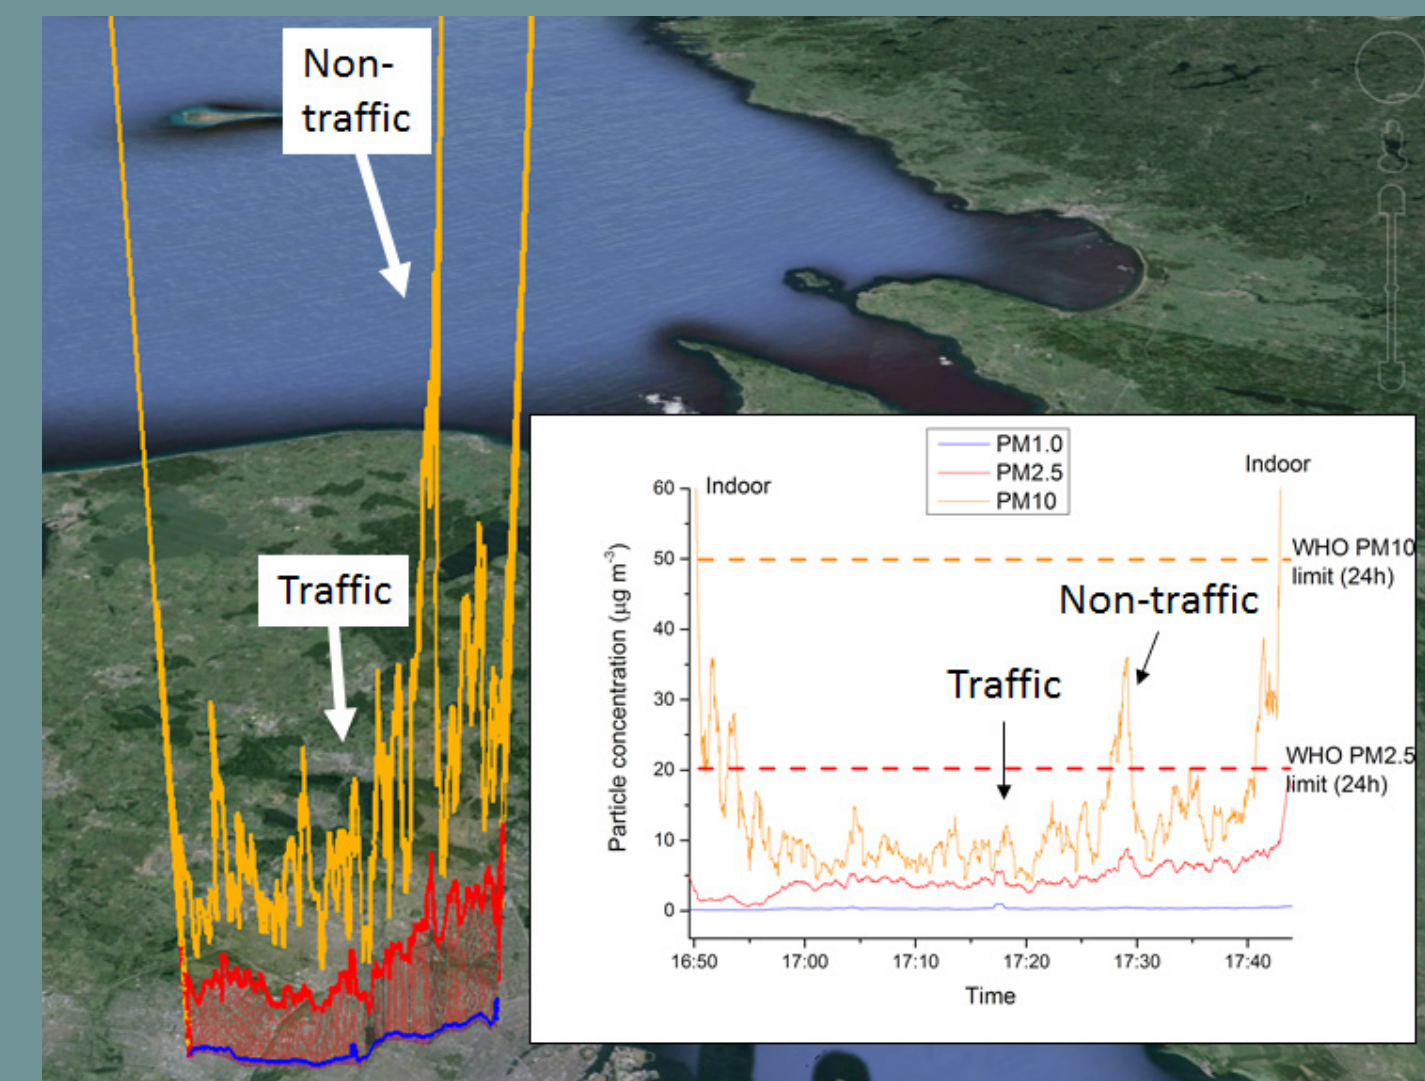 Non-
traffic
Traffic
PM1.0
PM2.5
PM10
Indoor
Indoor
60
50
40
30
20
10
0
Particle concentration (µg m⁻³)
WHO PM10
limit (24h)
Non-traffic
Traffic
WHO PM2.5
limit (24h)
16:50 17:00 17:10 17:20 17:30 17:40
Time